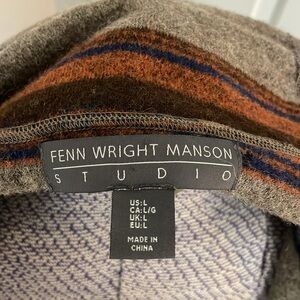 FENN WRIGHT MANSON
STUDIO
US:L
CA:L/G
UK:L
EU:L
MADE IN
CHINA